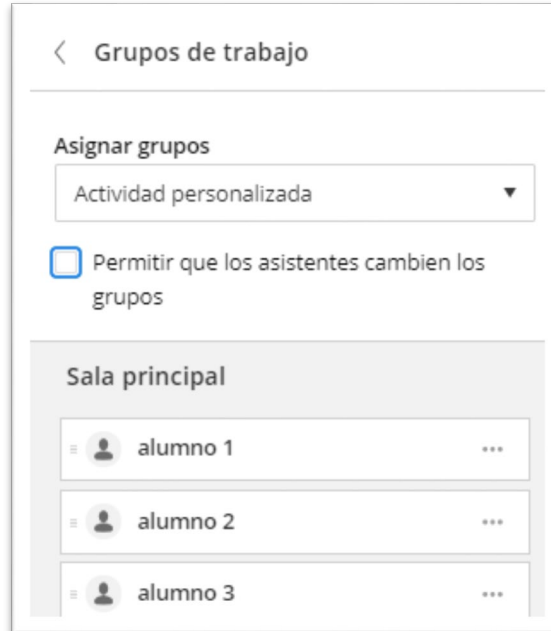 Grupos de trabajo
Asignar grupos
Actividad personalizada
Permitir que los asistentes cambien los
grupos
Sala principal
alumno 1
alumno 2
alumno 3